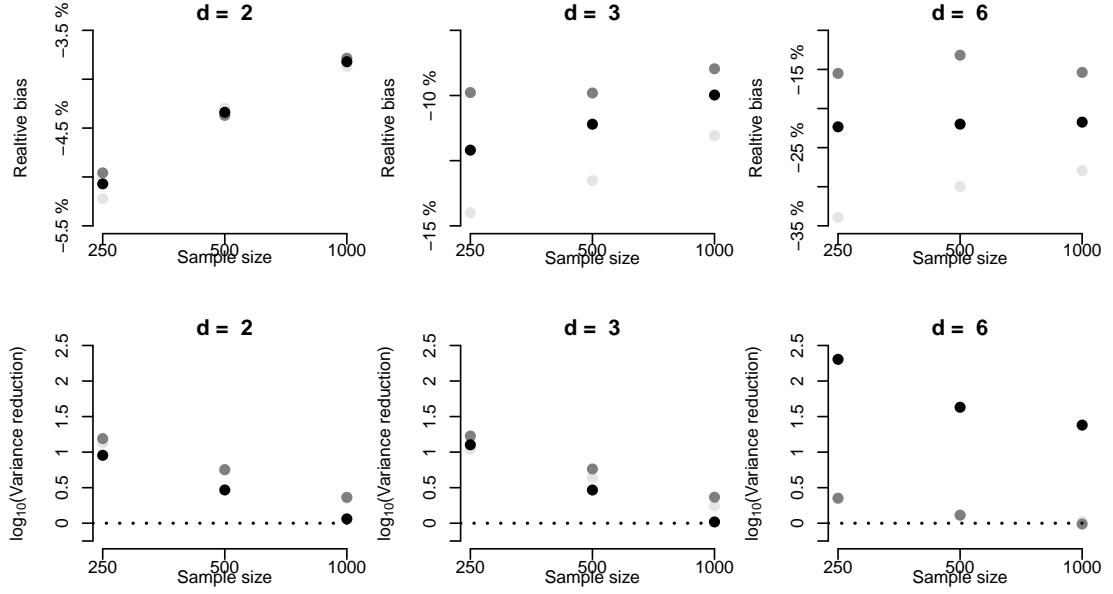 d = 2
Realtive bias
−3.5 %
−4.5 %
−5.5 %
250
500
1000
Sample size
d = 3
Realtive bias
−10 %
−15 %
250
500
1000
Sample size
d = 6
Realtive bias
−15 %
−25 %
−35 %
250
500
1000
Sample size
d = 2
log₁₀(Variance reduction)
2.5
2
1.5
1
0.5
0
250
500
1000
Sample size
d = 3
log₁₀(Variance reduction)
2.5
2
1.5
1
0.5
0
250
500
1000
Sample size
d = 6
log₁₀(Variance reduction)
2.5
2
1.5
1
0.5
0
250
500
1000
Sample size